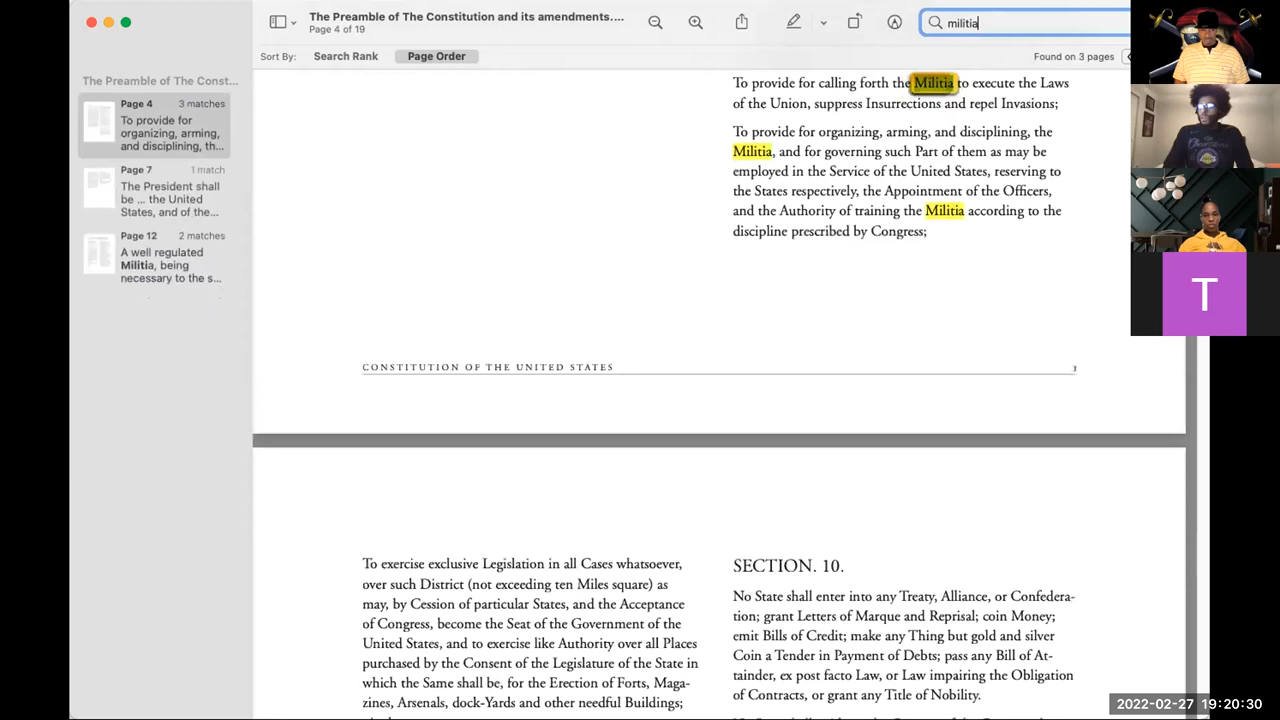 The Preamble of The Constitution and its amendments....
Page 4 of 19
militia
Sort By:
Search Rank
Page Order
Found on 3 pages
The Preamble of The Const...
Page 4
3 matches
To provide for
organizing, arming,
and disciplining, th...
Page 7
1 match
The President shall
be ... the United
States, and of the...
Page 12
2 matches
A well regulated
Militia, being
necessary to the s...
To provide for calling forth the Militia to execute the Laws
of the Union, suppress Insurrections and repel Invasions;
To provide for organizing, arming, and disciplining, the
Militia, and for governing such Part of them as may be
employed in the Service of the United States, reserving to
the States respectively, the Appointment of the Officers,
and the Authority of training the Militia according to the
discipline prescribed by Congress;
CONSTITUTION OF THE UNITED STATES
To exercise exclusive Legislation in all Cases whatsoever,
over such District (not exceeding ten Miles square) as
may, by Cession of particular States, and the Acceptance
of Congress, become the Seat of the Government of the
United States, and to exercise like Authority over all Places
purchased by the Consent of the Legislature of the State in
which the Same shall be, for the Erection of Forts, Maga-
zines, Arsenals, dock-Yards and other needful Buildings;
SECTION. 10.
No State shall enter into any Treaty, Alliance, or Confedera-
tion; grant Letters of Marque and Reprisal; coin Money;
emit Bills of Credit; make any Thing but gold and silver
Coin a Tender in Payment of Debts; pass any Bill of At-
tainder, ex post facto Law, or Law impairing the Obligation
of Contracts, or grant any Title of Nobility.
T
2022-02-27 19:20:30